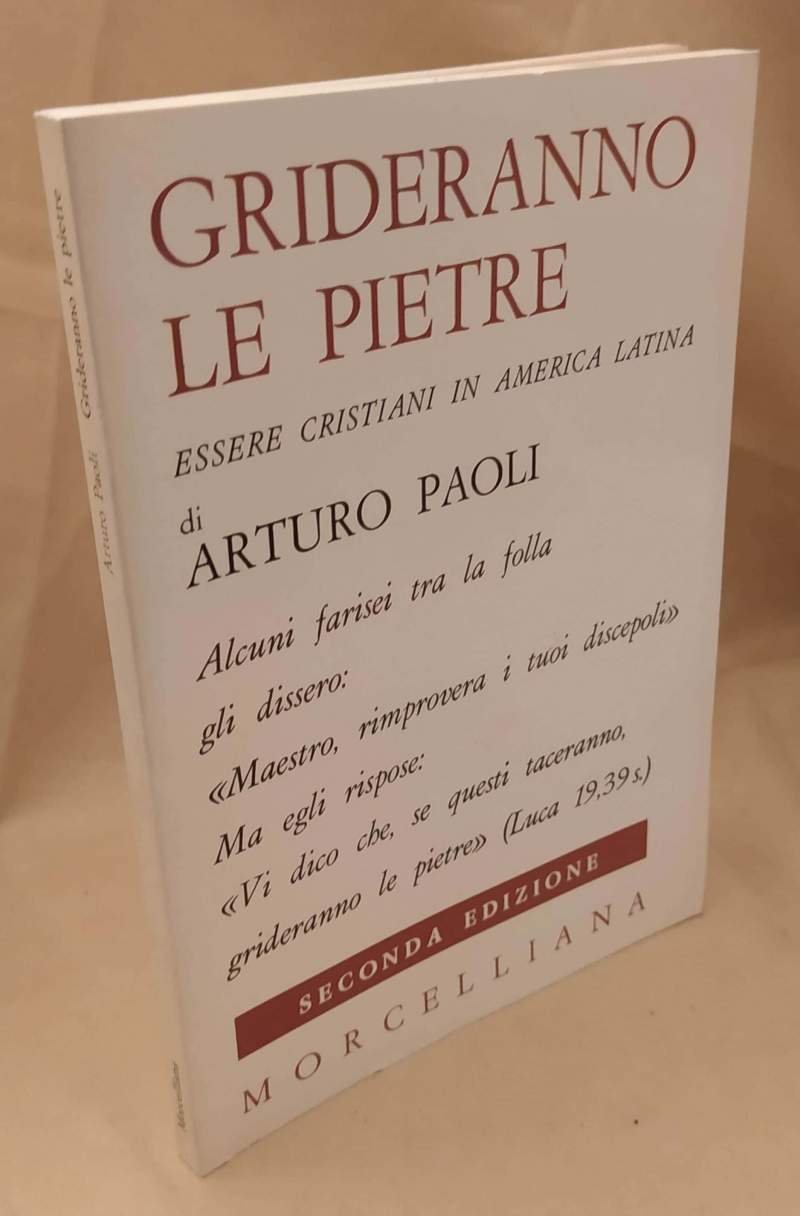 GRIDERANNO
LE PIETRE
ESSERE CRISTIANI IN AMERICA LATINA
di
ARTURO PAOLI
Alcuni farisei tra la folla
gli dissero:
«Maestro, rimprovera i tuoi discepoli»
Ma egli rispose:
«Vi dico che, se questi taceranno,
grideranno le pietre» (Luca 19,39 s.)
SECONDA EDIZIONE
MORCELLIANA
Arturo Paoli Grideranno le pietre
Morcelliana